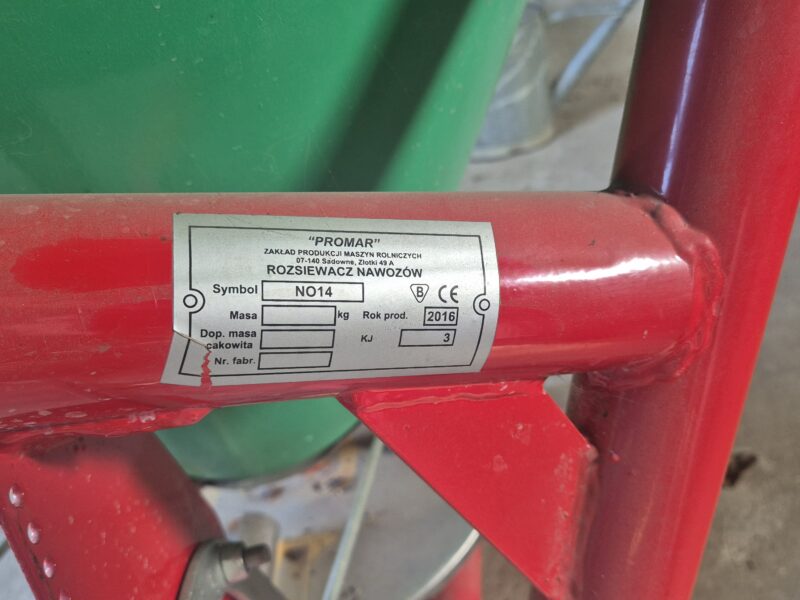 "PROMAR"
ZAKŁAD PRODUKCJI MASZYN ROLNICZYCH
07-140 Sadowne, Złotki 49 A
ROZSIEWACZ NAWOZÓW
Symbol NO14 B CE
Masa kg Rok prod. 2016
Dop. masa
całkowita KJ 3
Nr. fabr.